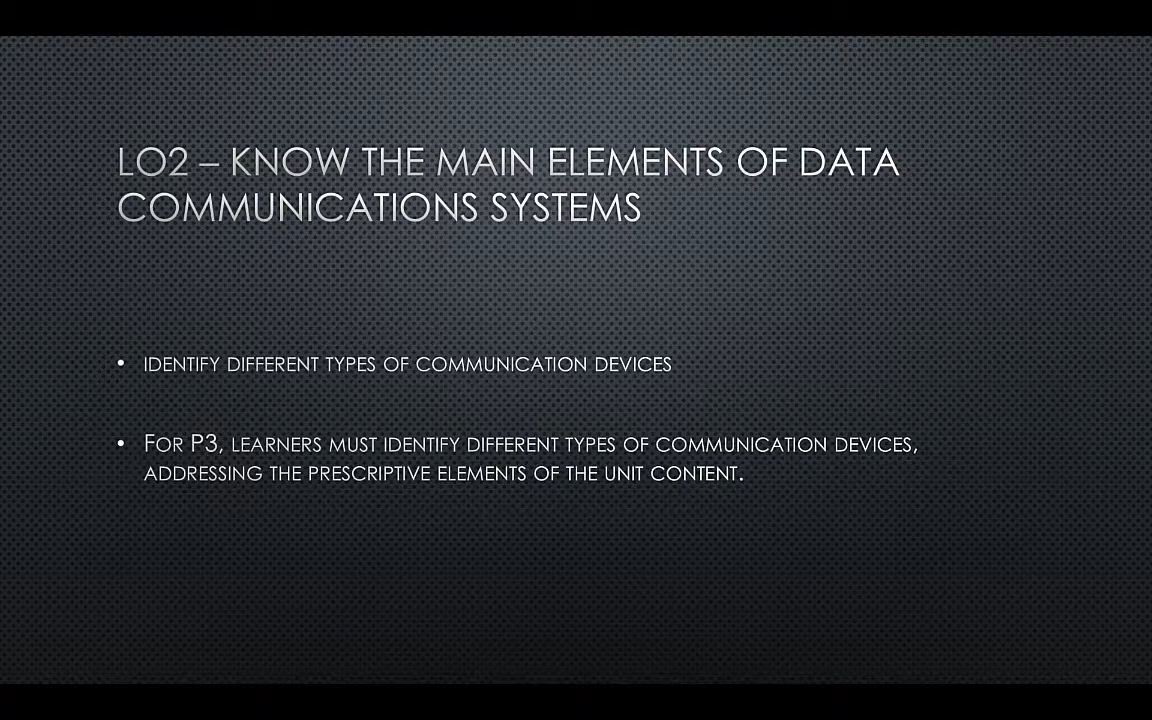 LO2 – KNOW THE MAIN ELEMENTS OF DATA
COMMUNICATIONS SYSTEMS
• IDENTIFY DIFFERENT TYPES OF COMMUNICATION DEVICES
• FOR P3, LEARNERS MUST IDENTIFY DIFFERENT TYPES OF COMMUNICATION DEVICES,
ADDRESSING THE PRESCRIPTIVE ELEMENTS OF THE UNIT CONTENT.